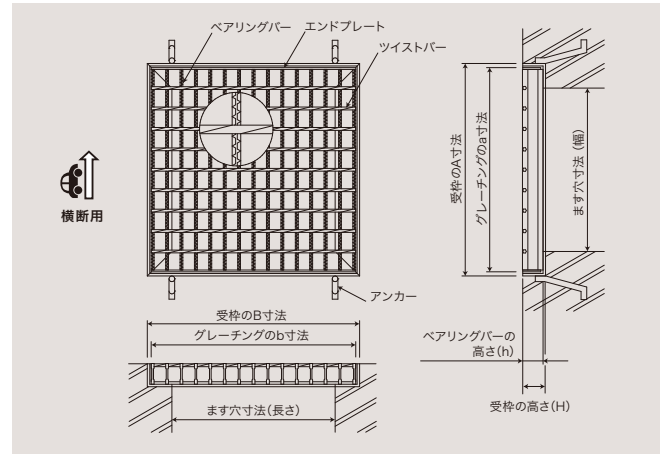 ベアリングバー
エンドプレート
ツイストバー
横断用
アンカー
受枠のB寸法
グレーチングのb寸法
ます穴寸法(長さ)
受枠のA寸法
グレーチングのa寸法
ます穴寸法(幅)
ベアリングバーの
高さ(h)
受枠の高さ(H)